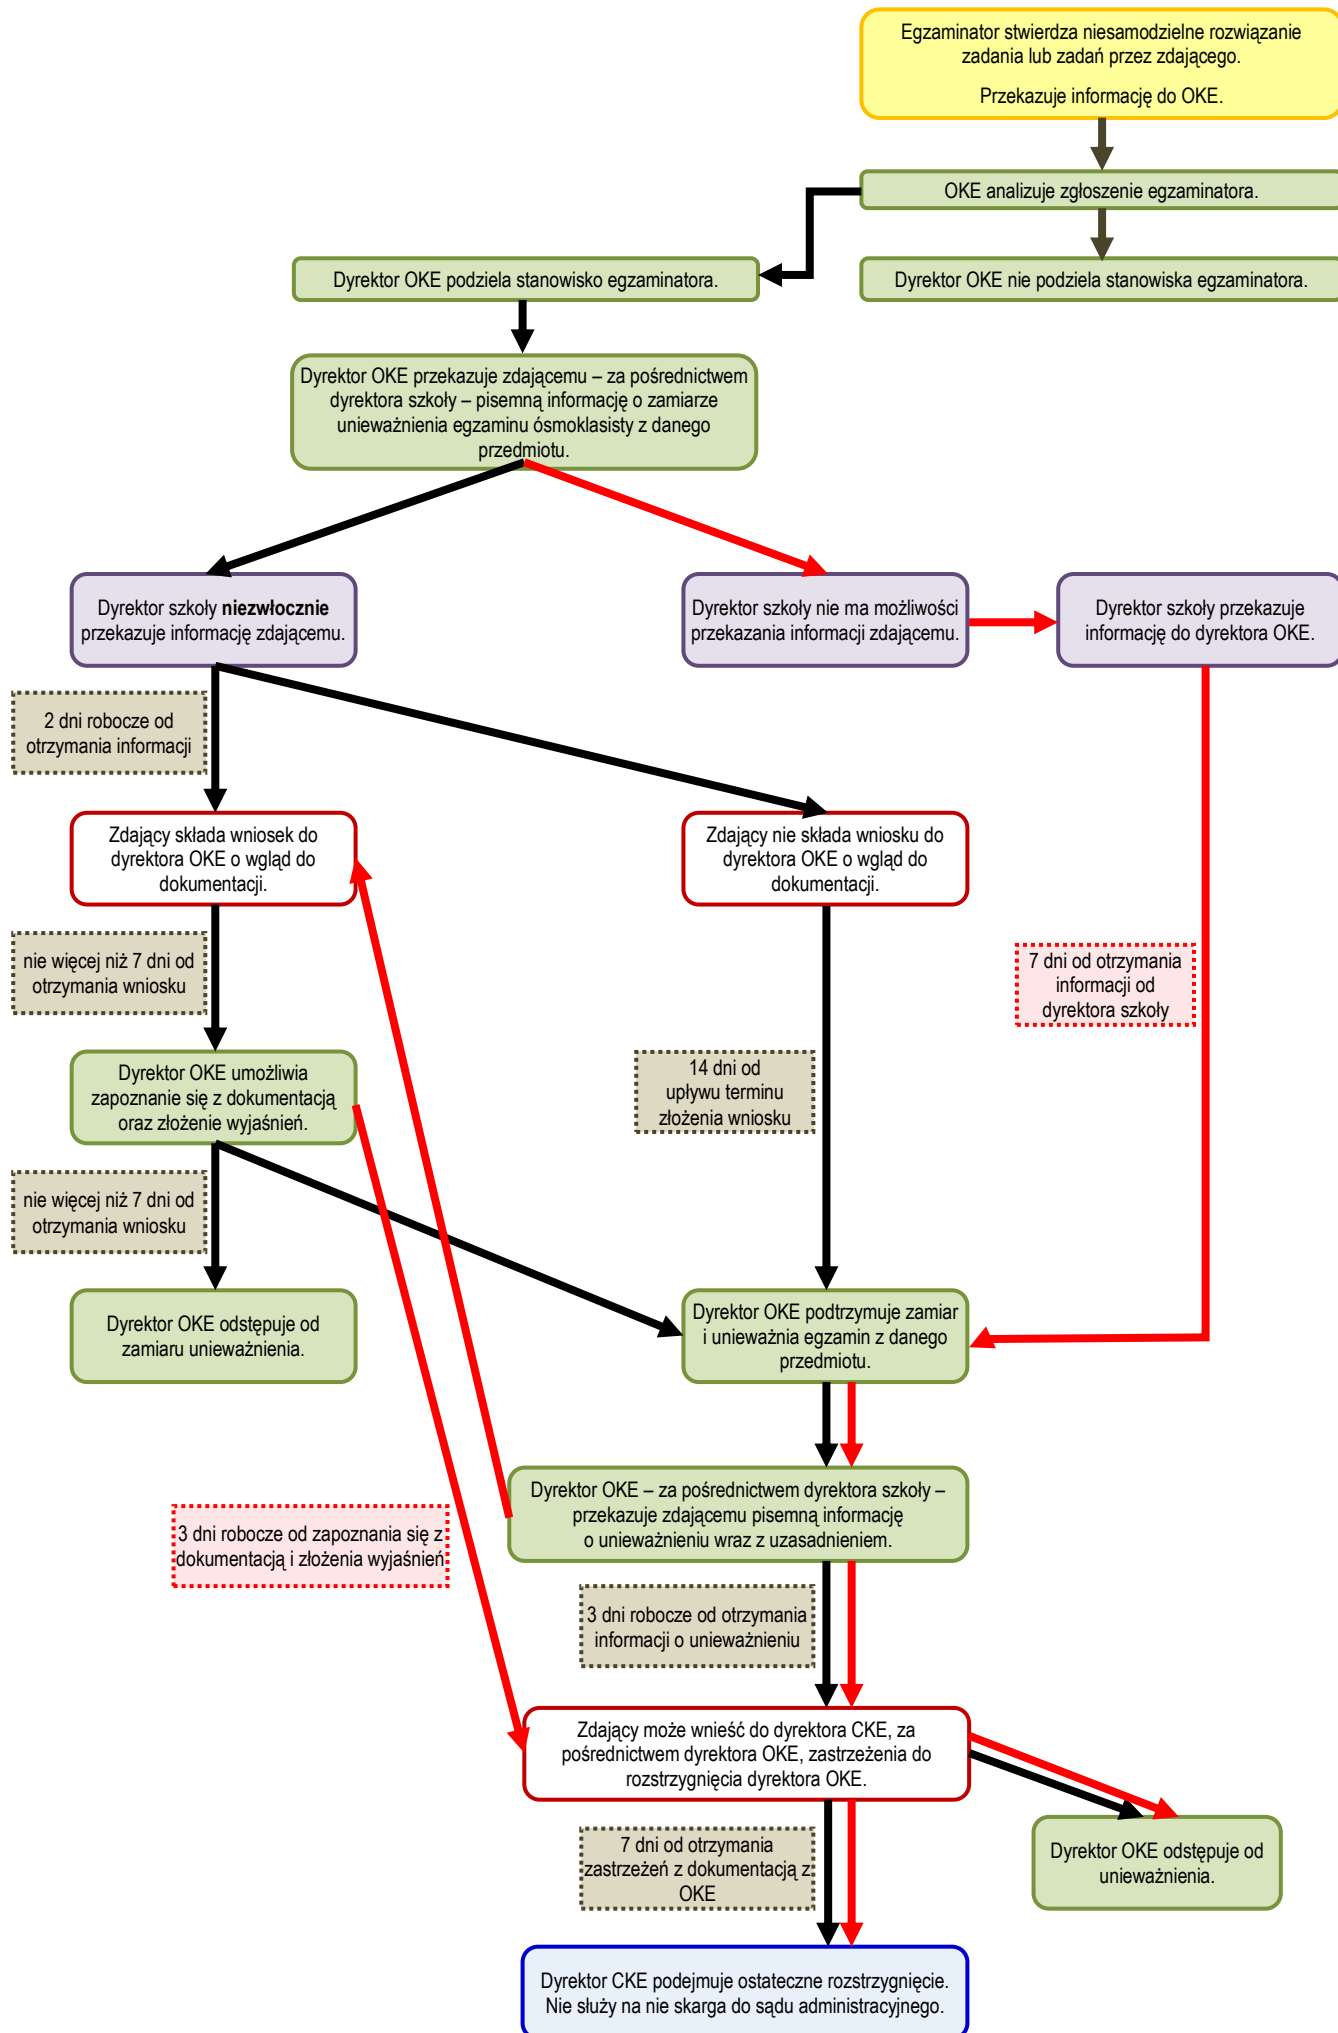 Egzaminator stwierdza niesamodzielne rozwiązanie
zadania lub zadań przez zdającego.
Przekazuje informację do OKE.
OKE analizuje zgłoszenie egzaminatora.
Dyrektor OKE podziela stanowisko egzaminatora.
Dyrektor OKE nie podziela stanowiska egzaminatora.
Dyrektor OKE przekazuje zdającemu – za pośrednictwem
dyrektora szkoły – pisemną informację o zamiarze
unieważnienia egzaminu ósmoklasisty z danego
przedmiotu.
Dyrektor szkoły niezwłocznie
przekazuje informację zdającemu.
Dyrektor szkoły nie ma możliwości
przekazania informacji zdającemu.
Dyrektor szkoły przekazuje
informację do dyrektora OKE.
2 dni robocze od
otrzymania informacji
Zdający składa wniosek do
dyrektora OKE o wgląd do
dokumentacji.
Zdający nie składa wniosku do
dyrektora OKE o wgląd do
dokumentacji.
nie więcej niż 7 dni od
otrzymania wniosku
7 dni od otrzymania
informacji od
dyrektora szkoły
Dyrektor OKE umożliwia
zapoznanie się z dokumentacją
oraz złożenie wyjaśnień.
14 dni od
upływu terminu
złożenia wniosku
nie więcej niż 7 dni od
otrzymania wniosku
Dyrektor OKE odstępuje od
zamiaru unieważnienia.
Dyrektor OKE podtrzymuje zamiar
i unieważnia egzamin z danego
przedmiotu.
Dyrektor OKE – za pośrednictwem dyrektora szkoły –
przekazuje zdającemu pisemną informację
o unieważnieniu wraz z uzasadnieniem.
3 dni robocze od zapoznania się z
dokumentacją i złożenia wyjaśnień
3 dni robocze od otrzymania
informacji o unieważnieniu
Zdający może wnieść do dyrektora CKE, za
pośrednictwem dyrektora OKE, zastrzeżenia do
rozstrzygnięcia dyrektora OKE.
7 dni od otrzymania
zastrzeżeń z dokumentacją z
OKE
Dyrektor OKE odstępuje od
unieważnienia.
Dyrektor CKE podejmuje ostateczne rozstrzygnięcie.
Nie służy na nie skarga do sądu administracyjnego.